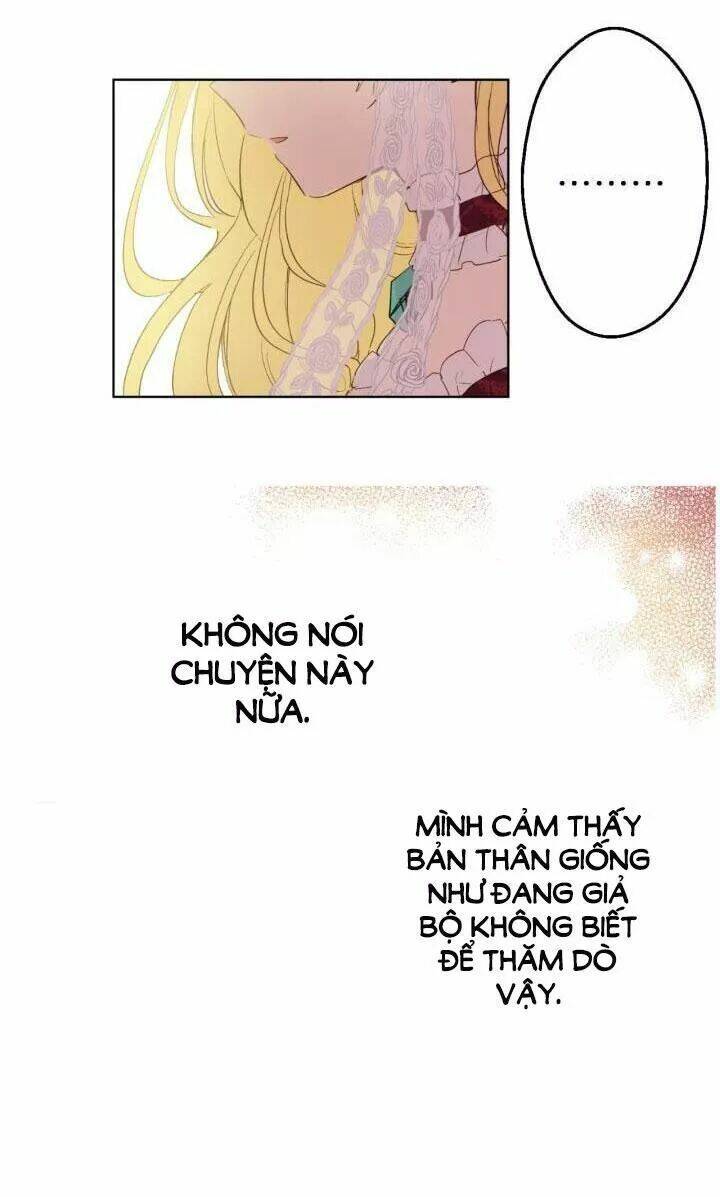 .........
KHÔNG NÓI
CHUYỆN NÀY
NỮA.
MÌNH CẢM THẤY
BẢN THÂN GIỐNG
NHƯ ĐANG GIẢ
BỘ KHÔNG BIẾT
ĐỂ THĂM DÒ
VẬY.